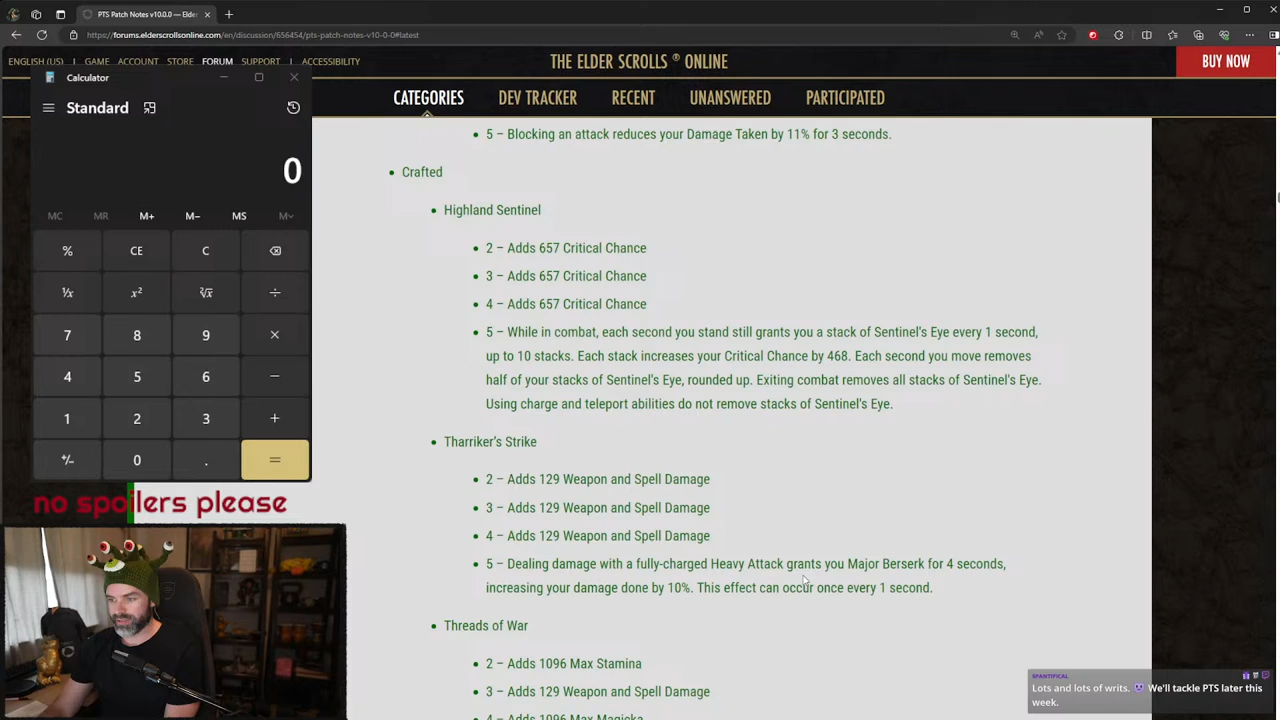 PTS Patch Notes v10.0.0 — Elder
https://forums.elderscrollsonline.com/en/discussion/656454/pts-patch-notes-v10-0-0#latest
ENGLISH (US) | GAME ACCOUNT STORE FORUM SUPPORT | ACCESSIBILITY
THE ELDER SCROLLS ® ONLINE
BUY NOW
CATEGORIES DEV TRACKER RECENT UNANSWERED PARTICIPATED
Calculator
Standard
0
MC MR M+ M− MS M˅
% CE C ⌫
¹/x x² ²√x ÷
7 8 9 ×
4 5 6 −
1 2 3 +
+/− 0 . =
no spoilers please
• 5 – Blocking an attack reduces your Damage Taken by 11% for 3 seconds.
• Crafted
• Highland Sentinel
• 2 – Adds 657 Critical Chance
• 3 – Adds 657 Critical Chance
• 4 – Adds 657 Critical Chance
• 5 – While in combat, each second you stand still grants you a stack of Sentinel's Eye every 1 second,
up to 10 stacks. Each stack increases your Critical Chance by 468. Each second you move removes
half of your stacks of Sentinel's Eye, rounded up. Exiting combat removes all stacks of Sentinel's Eye.
Using charge and teleport abilities do not remove stacks of Sentinel's Eye.
• Tharriker's Strike
• 2 – Adds 129 Weapon and Spell Damage
• 3 – Adds 129 Weapon and Spell Damage
• 4 – Adds 129 Weapon and Spell Damage
• 5 – Dealing damage with a fully-charged Heavy Attack grants you Major Berserk for 4 seconds,
increasing your damage done by 10%. This effect can occur once every 1 second.
• Threads of War
• 2 – Adds 1096 Max Stamina
• 3 – Adds 129 Weapon and Spell Damage
• 4 – Adds 1096 Max Magicka
SPANTIFICAL
Lots and lots of writs. We'll tackle PTS later this
week.